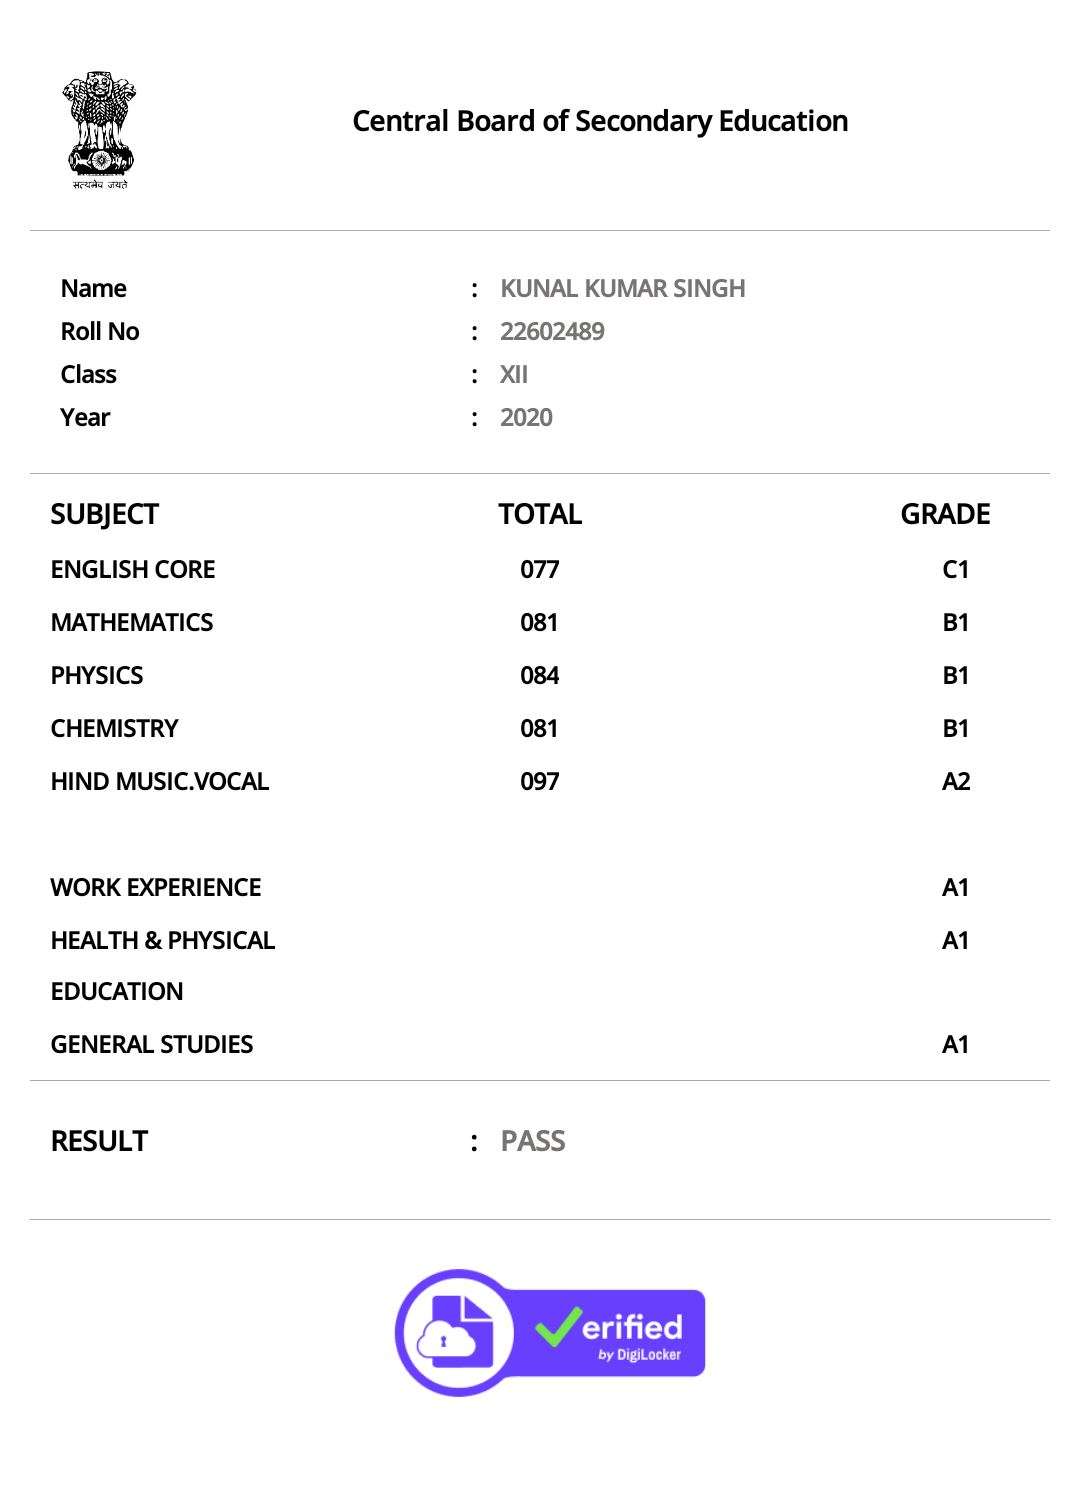 सत्यमेव जयते
Central Board of Secondary Education
Name : KUNAL KUMAR SINGH
Roll No : 22602489
Class : XII
Year : 2020
SUBJECT TOTAL GRADE
ENGLISH CORE 077 C1
MATHEMATICS 081 B1
PHYSICS 084 B1
CHEMISTRY 081 B1
HIND MUSIC.VOCAL 097 A2
WORK EXPERIENCE A1
HEALTH & PHYSICAL A1
EDUCATION
GENERAL STUDIES A1
RESULT : PASS
erified
by DigiLocker